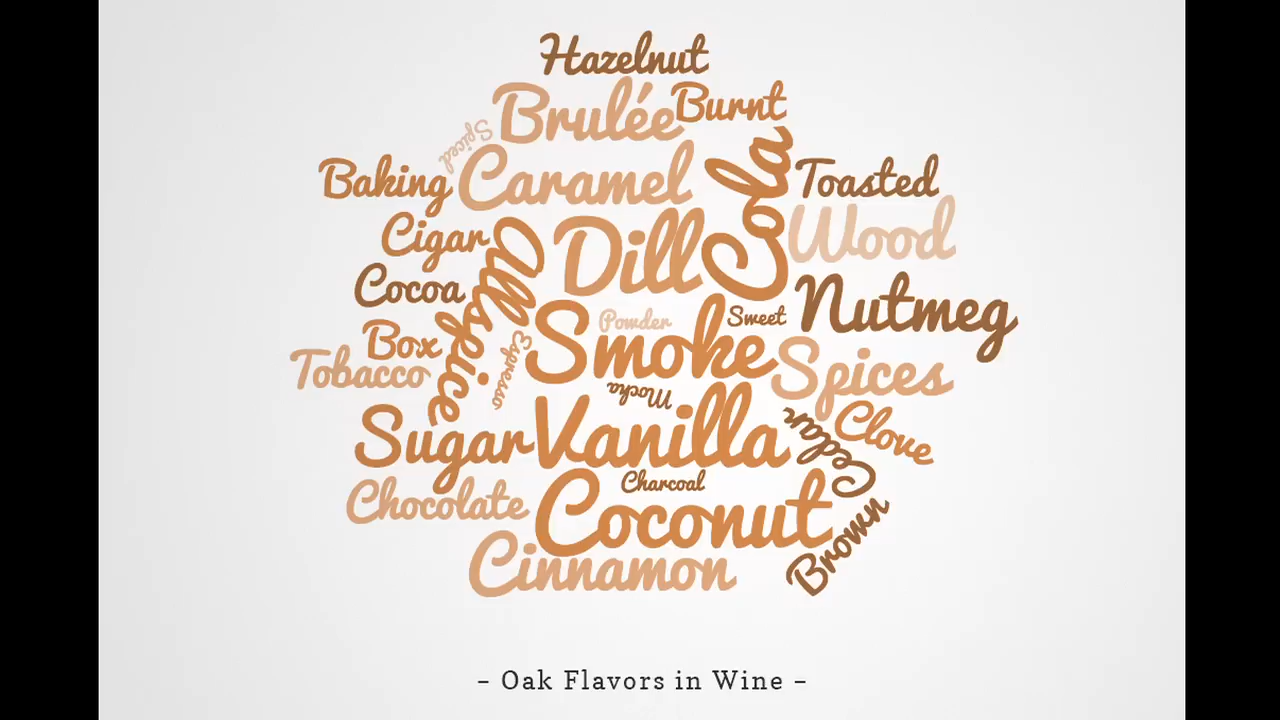 Hazelnut
Brulée
Burnt
Spiced
Cola
Baking
Caramel
Toasted
Cigar
Allspice
Dill
Wood
Cocoa
Nutmeg
Powder
Sweet
Box
Espresso
Smoke
Tobacco
Spices
Mocha
Sugar
Vanilla
Cedar
Clove
Charcoal
Chocolate
Coconut
Brown
Cinnamon
– Oak Flavors in Wine –